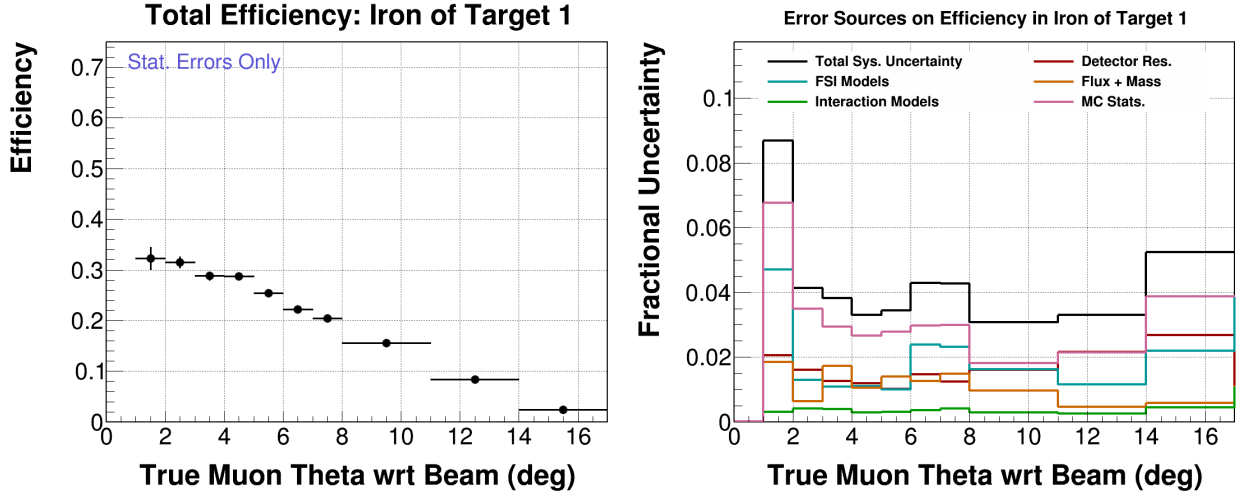 Total Efficiency: Iron of Target 1
Efficiency
Stat. Errors Only
0.7
0.6
0.5
0.4
0.3
0.2
0.1
0
0 2 4 6 8 10 12 14 16
True Muon Theta wrt Beam (deg)
Error Sources on Efficiency in Iron of Target 1
Fractional Uncertainty
Total Sys. Uncertainty
FSI Models
Interaction Models
Detector Res.
Flux + Mass
MC Stats.
0.1
0.08
0.06
0.04
0.02
0
0 2 4 6 8 10 12 14 16
True Muon Theta wrt Beam (deg)